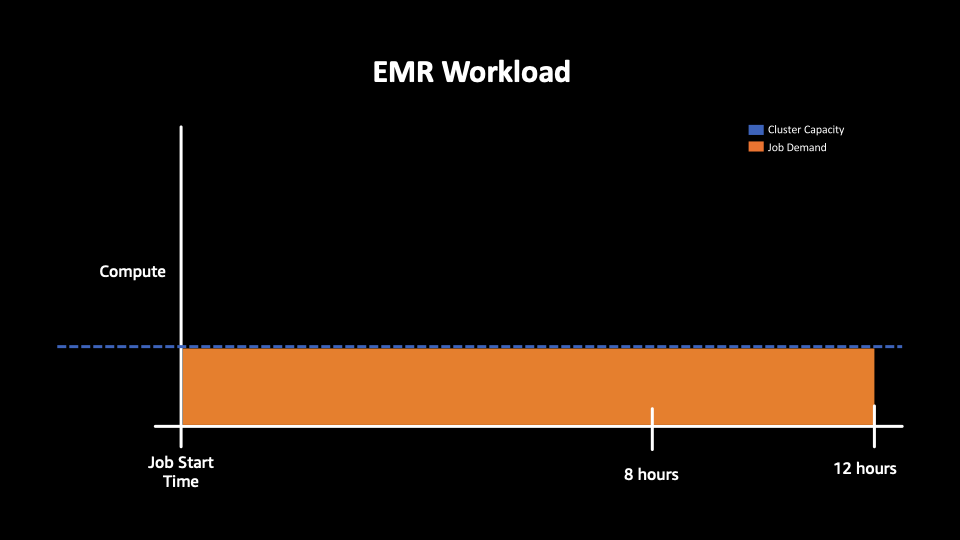 EMR Workload
Cluster Capacity
Job Demand
Compute
Job Start
Time
8 hours
12 hours